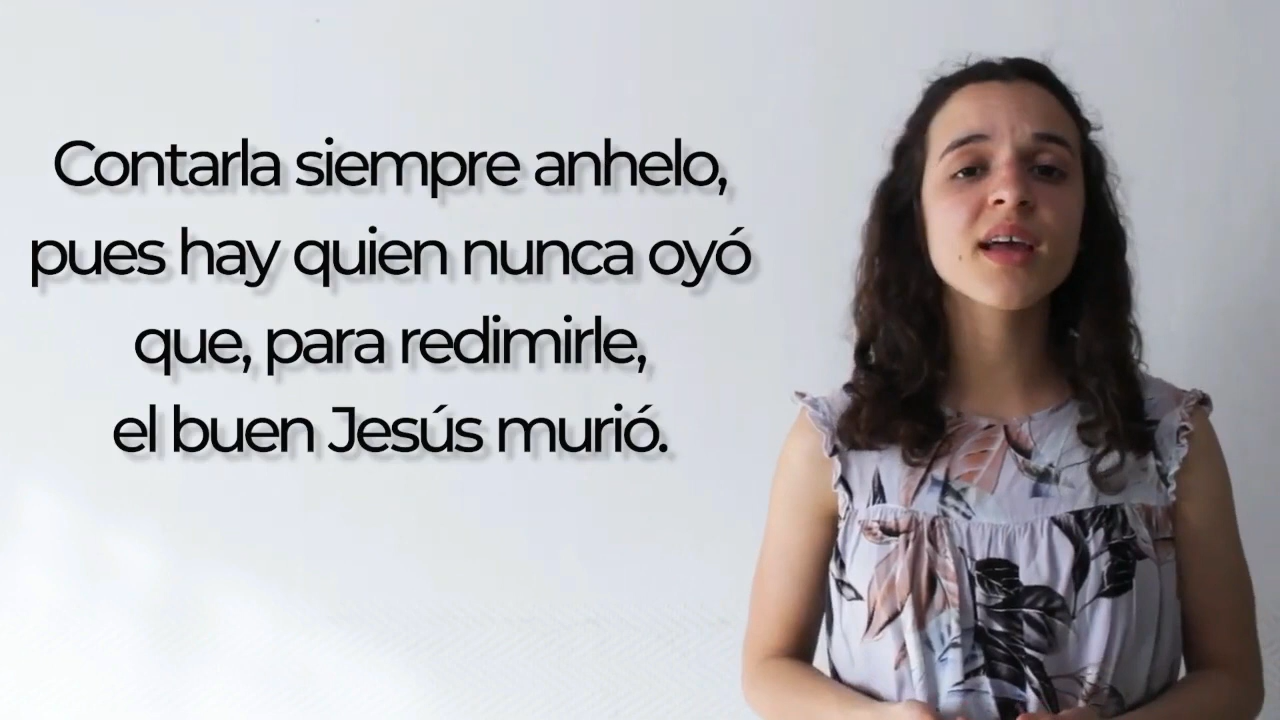 Contarla siempre anhelo,
pues hay quien nunca oyó
que, para redimirle,
el buen Jesús murió.